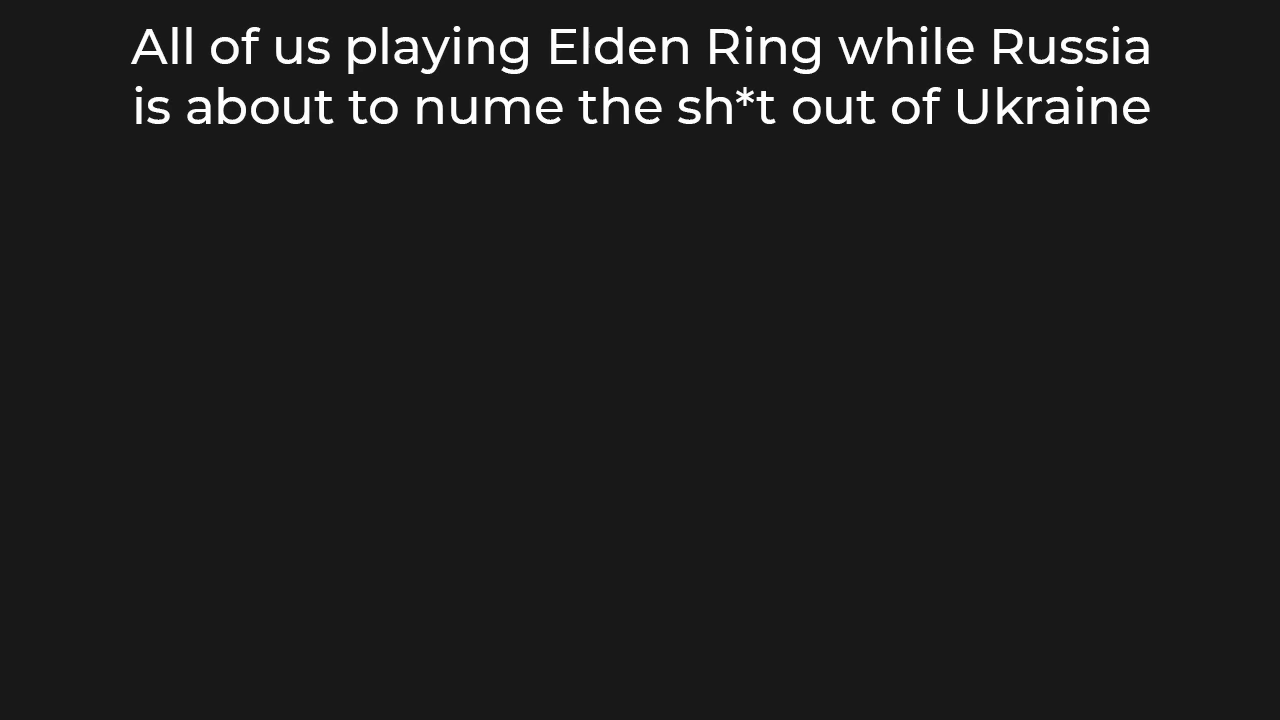 All of us playing Elden Ring while Russia
is about to nume the sh*t out of Ukraine